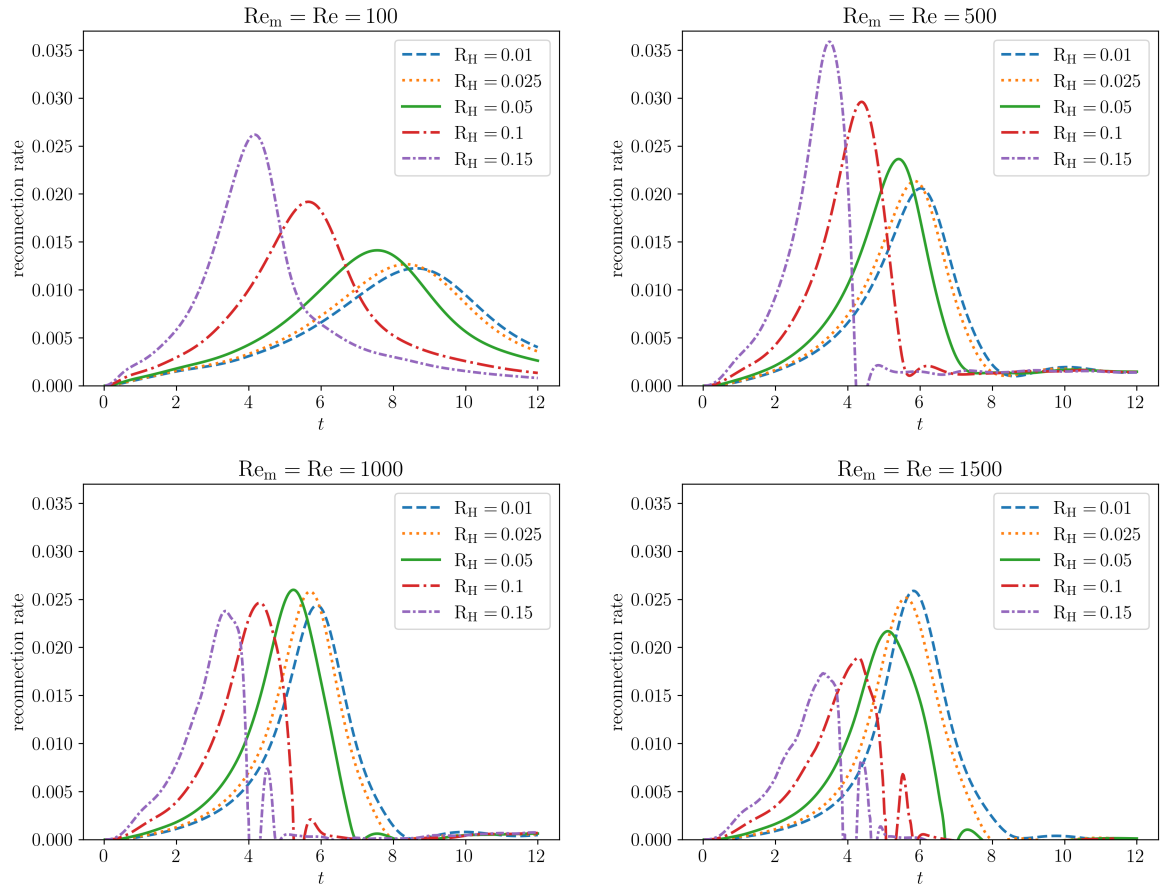 Re_m = Re = 100
0.035
0.030
0.025
0.020
0.015
0.010
0.005
0.000
reconnection rate
0 2 4 6 8 10 12
t
R_H = 0.01
R_H = 0.025
R_H = 0.05
R_H = 0.1
R_H = 0.15
Re_m = Re = 500
0.035
0.030
0.025
0.020
0.015
0.010
0.005
0.000
reconnection rate
0 2 4 6 8 10 12
t
R_H = 0.01
R_H = 0.025
R_H = 0.05
R_H = 0.1
R_H = 0.15
Re_m = Re = 1000
0.035
0.030
0.025
0.020
0.015
0.010
0.005
0.000
reconnection rate
0 2 4 6 8 10 12
t
R_H = 0.01
R_H = 0.025
R_H = 0.05
R_H = 0.1
R_H = 0.15
Re_m = Re = 1500
0.035
0.030
0.025
0.020
0.015
0.010
0.005
0.000
reconnection rate
0 2 4 6 8 10 12
t
R_H = 0.01
R_H = 0.025
R_H = 0.05
R_H = 0.1
R_H = 0.15